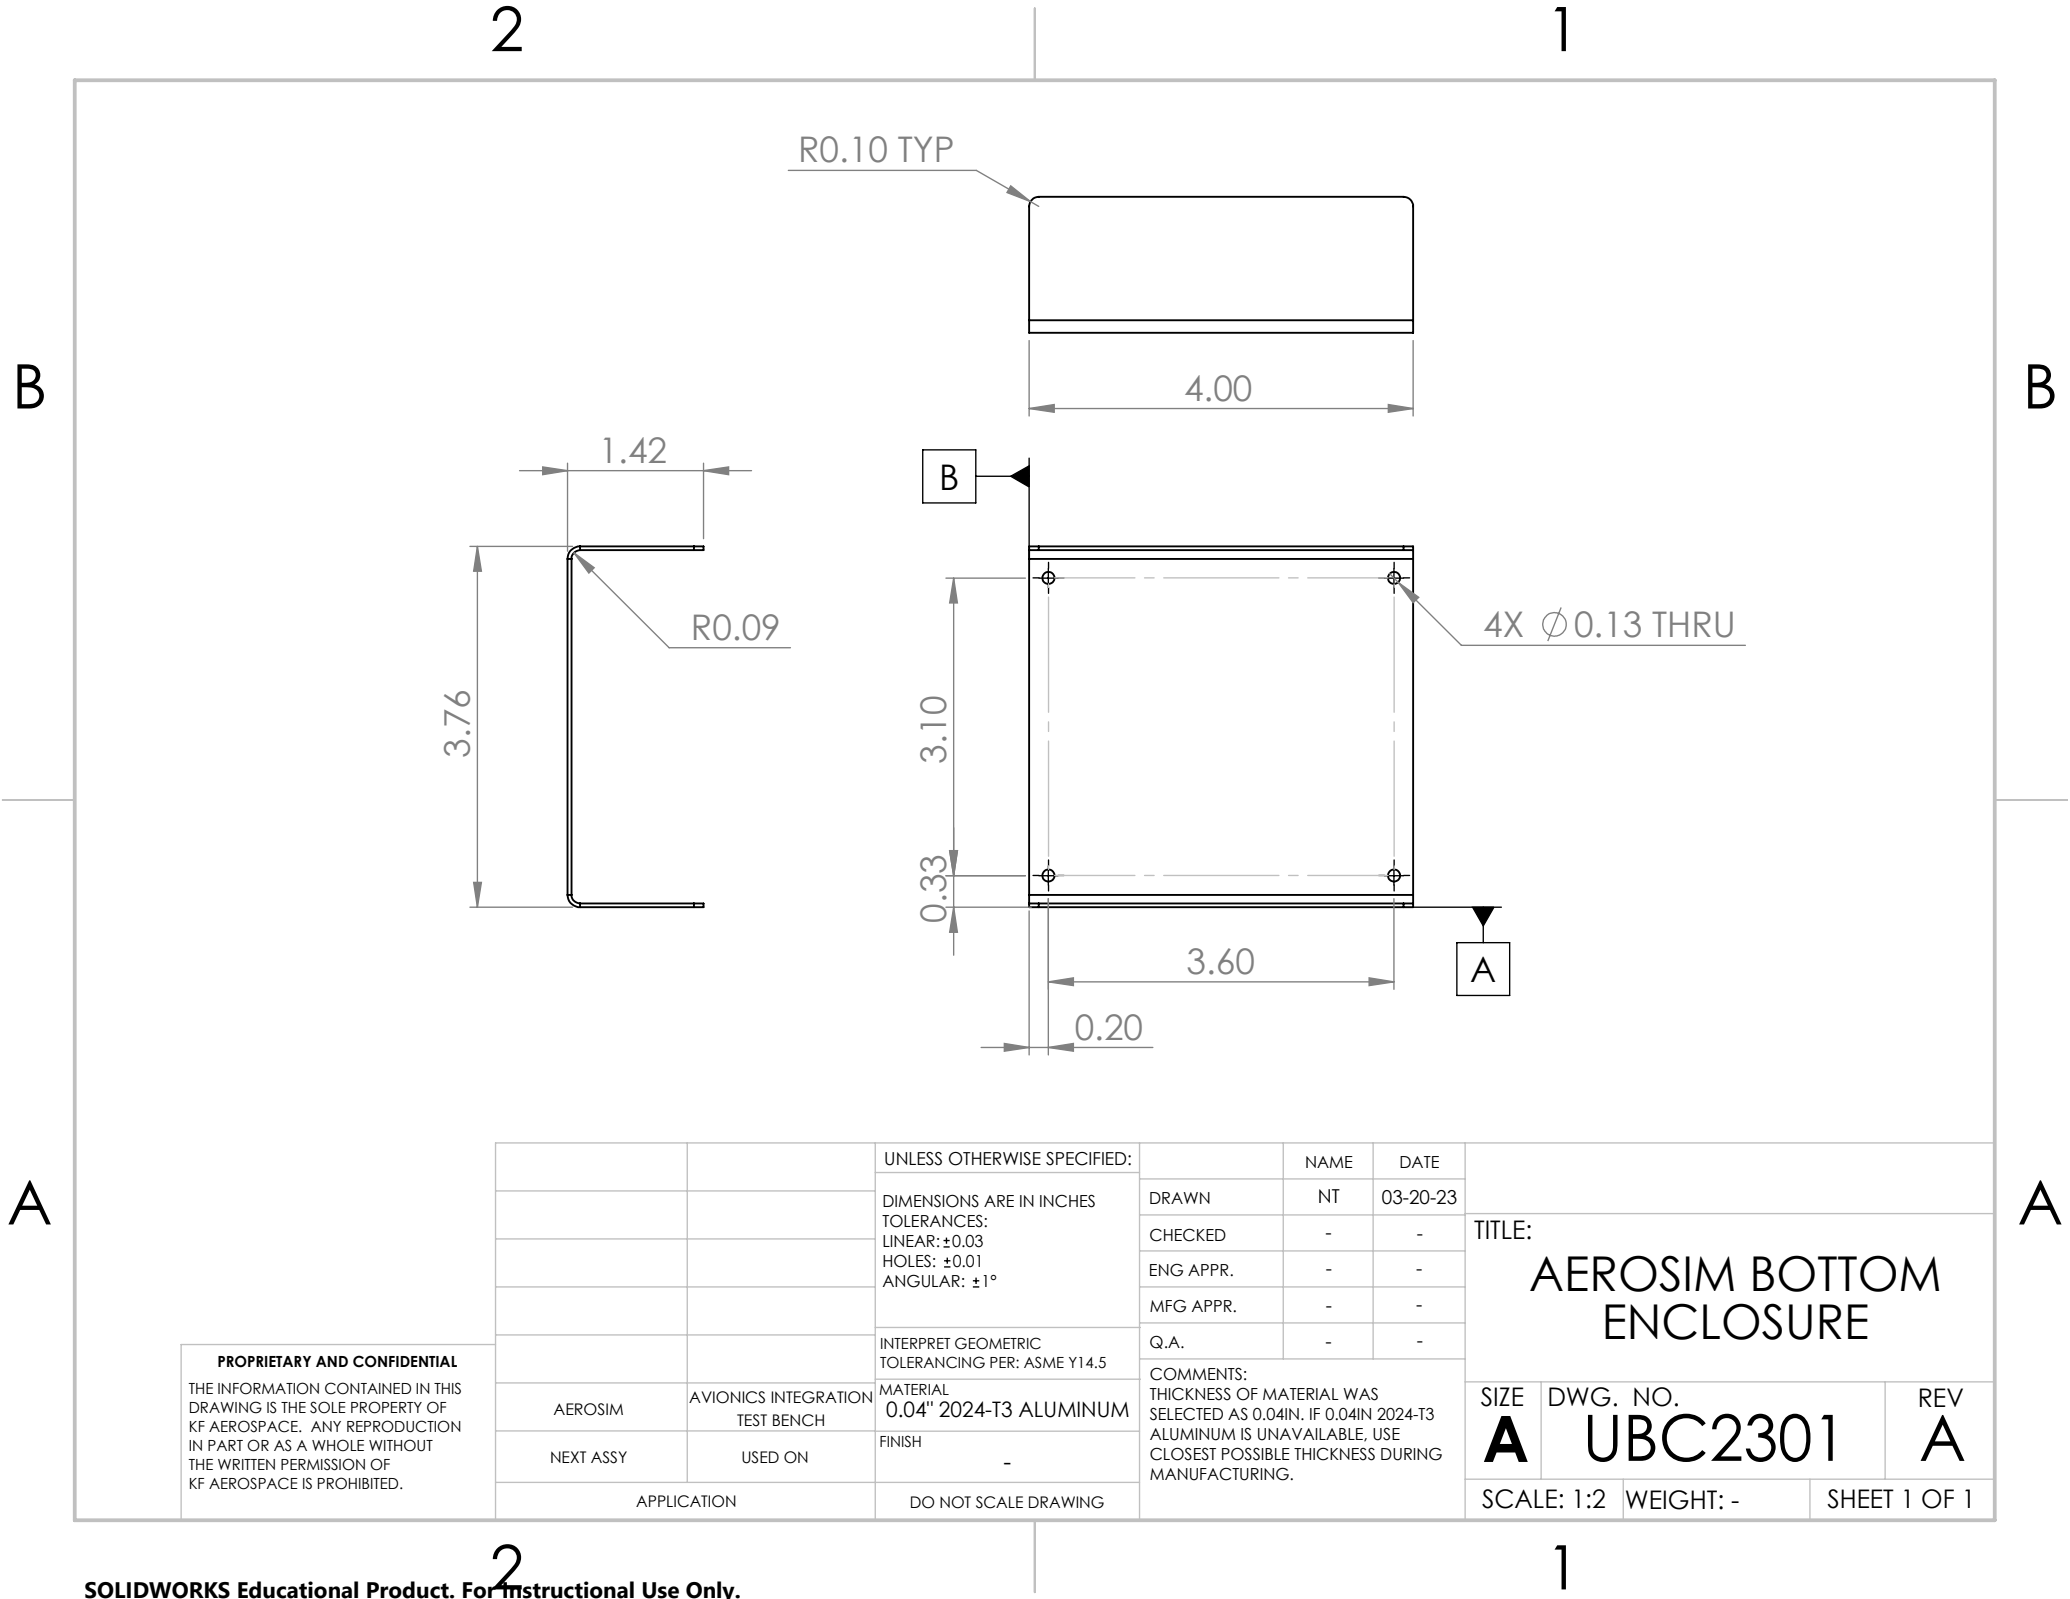 2 1
R0.10 TYP
4.00
B B
1.42
B
R0.09
4X ∅0.13 THRU
3.76
3.10
0.33
3.60
A
0.20
A A
UNLESS OTHERWISE SPECIFIED:
DIMENSIONS ARE IN INCHES
TOLERANCES:
LINEAR: ±0.03
HOLES: ±0.01
ANGULAR: ±1°
INTERPRET GEOMETRIC
TOLERANCING PER: ASME Y14.5
MATERIAL
0.04" 2024-T3 ALUMINUM
FINISH
-
DO NOT SCALE DRAWING
NAME DATE
DRAWN NT 03-20-23
CHECKED - -
ENG APPR. - -
MFG APPR. - -
Q.A. - -
COMMENTS:
THICKNESS OF MATERIAL WAS
SELECTED AS 0.04IN. IF 0.04IN 2024-T3
ALUMINUM IS UNAVAILABLE, USE
CLOSEST POSSIBLE THICKNESS DURING
MANUFACTURING.
TITLE:
AEROSIM BOTTOM
ENCLOSURE
SIZE DWG. NO. REV
A UBC2301 A
SCALE: 1:2 WEIGHT: - SHEET 1 OF 1
PROPRIETARY AND CONFIDENTIAL
THE INFORMATION CONTAINED IN THIS
DRAWING IS THE SOLE PROPERTY OF
KF AEROSPACE. ANY REPRODUCTION
IN PART OR AS A WHOLE WITHOUT
THE WRITTEN PERMISSION OF
KF AEROSPACE IS PROHIBITED.
AEROSIM
AVIONICS INTEGRATION
TEST BENCH
NEXT ASSY USED ON
APPLICATION
2 1
SOLIDWORKS Educational Product. For Instructional Use Only.